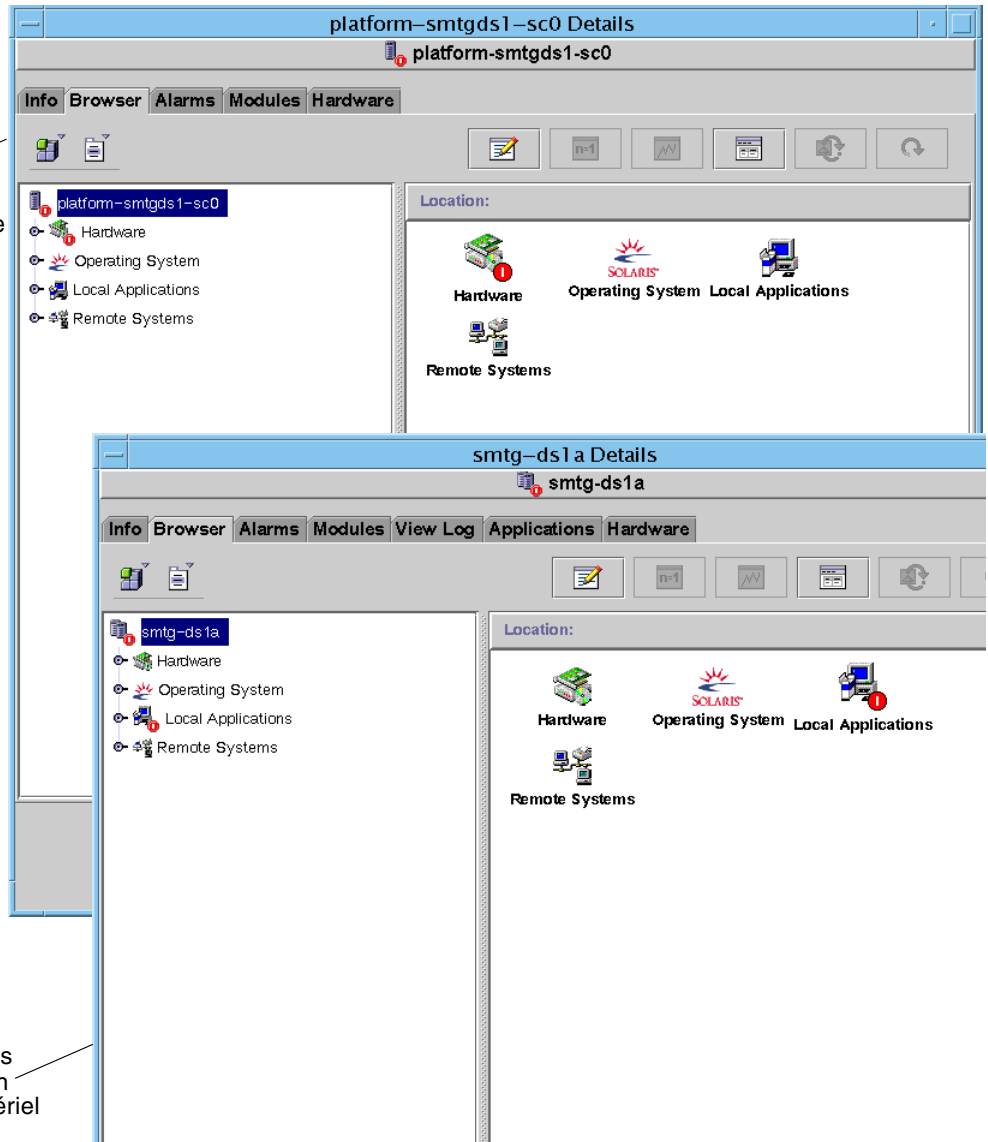 platform-smtgds1-sc0 Details
platform-smtgds1-sc0
Info Browser Alarms Modules Hardware
n=1
platform-smtgds1-sc0
Hardware
Operating System
Local Applications
Remote Systems
Location:
Hardware
SOLARIS
Operating System
Local Applications
Remote Systems
e
smtg-ds1a Details
smtg-ds1a
Info Browser Alarms Modules View Log Applications Hardware
n=1
smtg-ds1a
Hardware
Operating System
Local Applications
Remote Systems
Location:
Hardware
SOLARIS
Operating System
Local Applications
Remote Systems
s
n
ériel